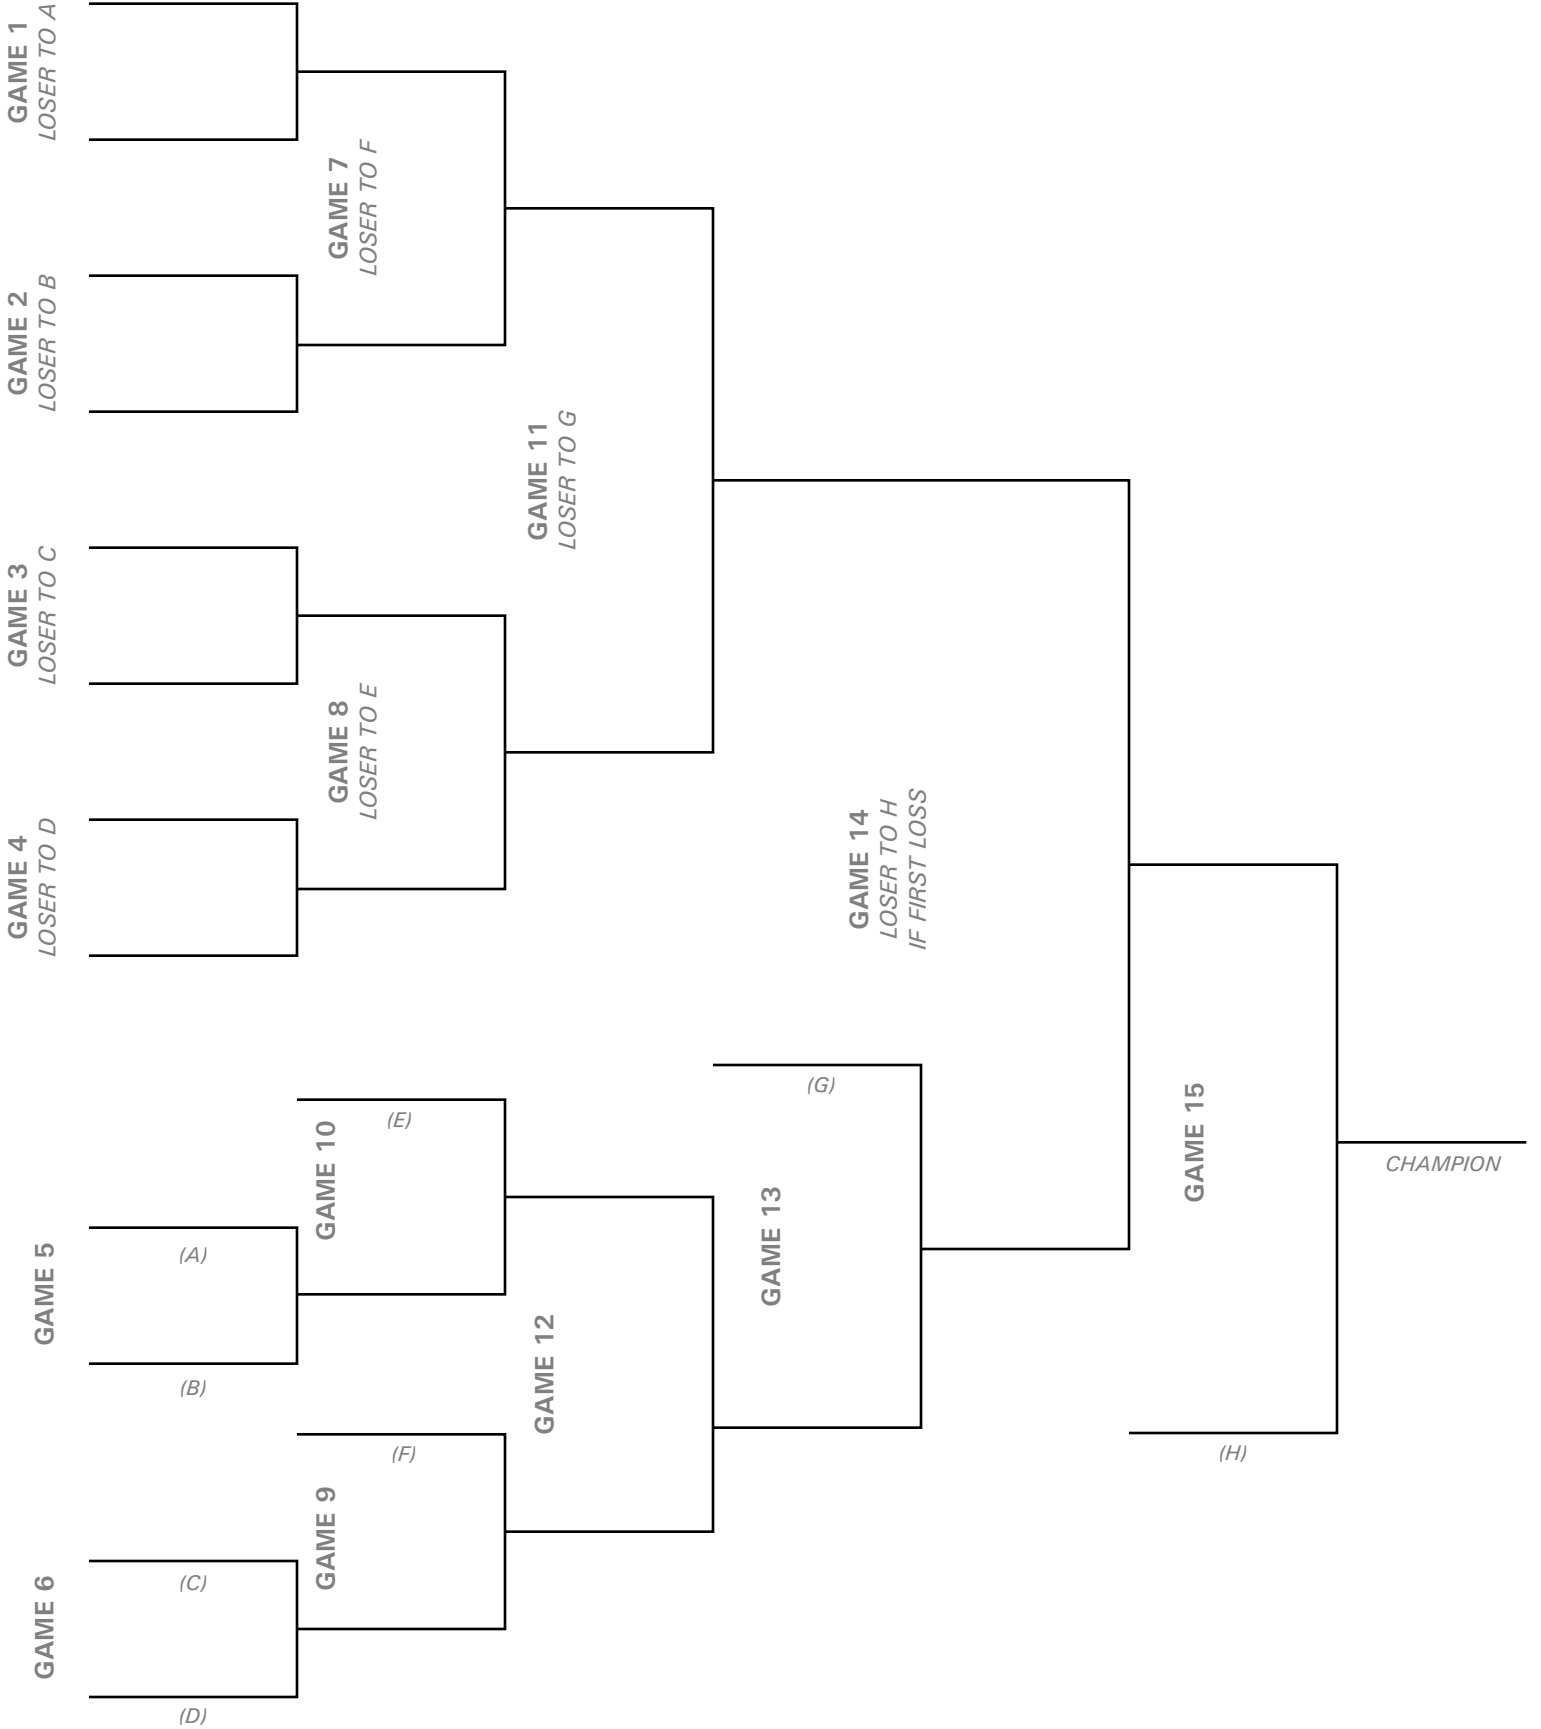 GAME 1
LOSER TO A
GAME 2
LOSER TO B
GAME 3
LOSER TO C
GAME 4
LOSER TO D
GAME 7
LOSER TO F
GAME 8
LOSER TO E
GAME 11
LOSER TO G
GAME 14
LOSER TO H
IF FIRST LOSS
GAME 5
(A)
(B)
GAME 6
(C)
(D)
GAME 10
(E)
GAME 9
(F)
GAME 12
GAME 13
(G)
GAME 15
(H)
CHAMPION